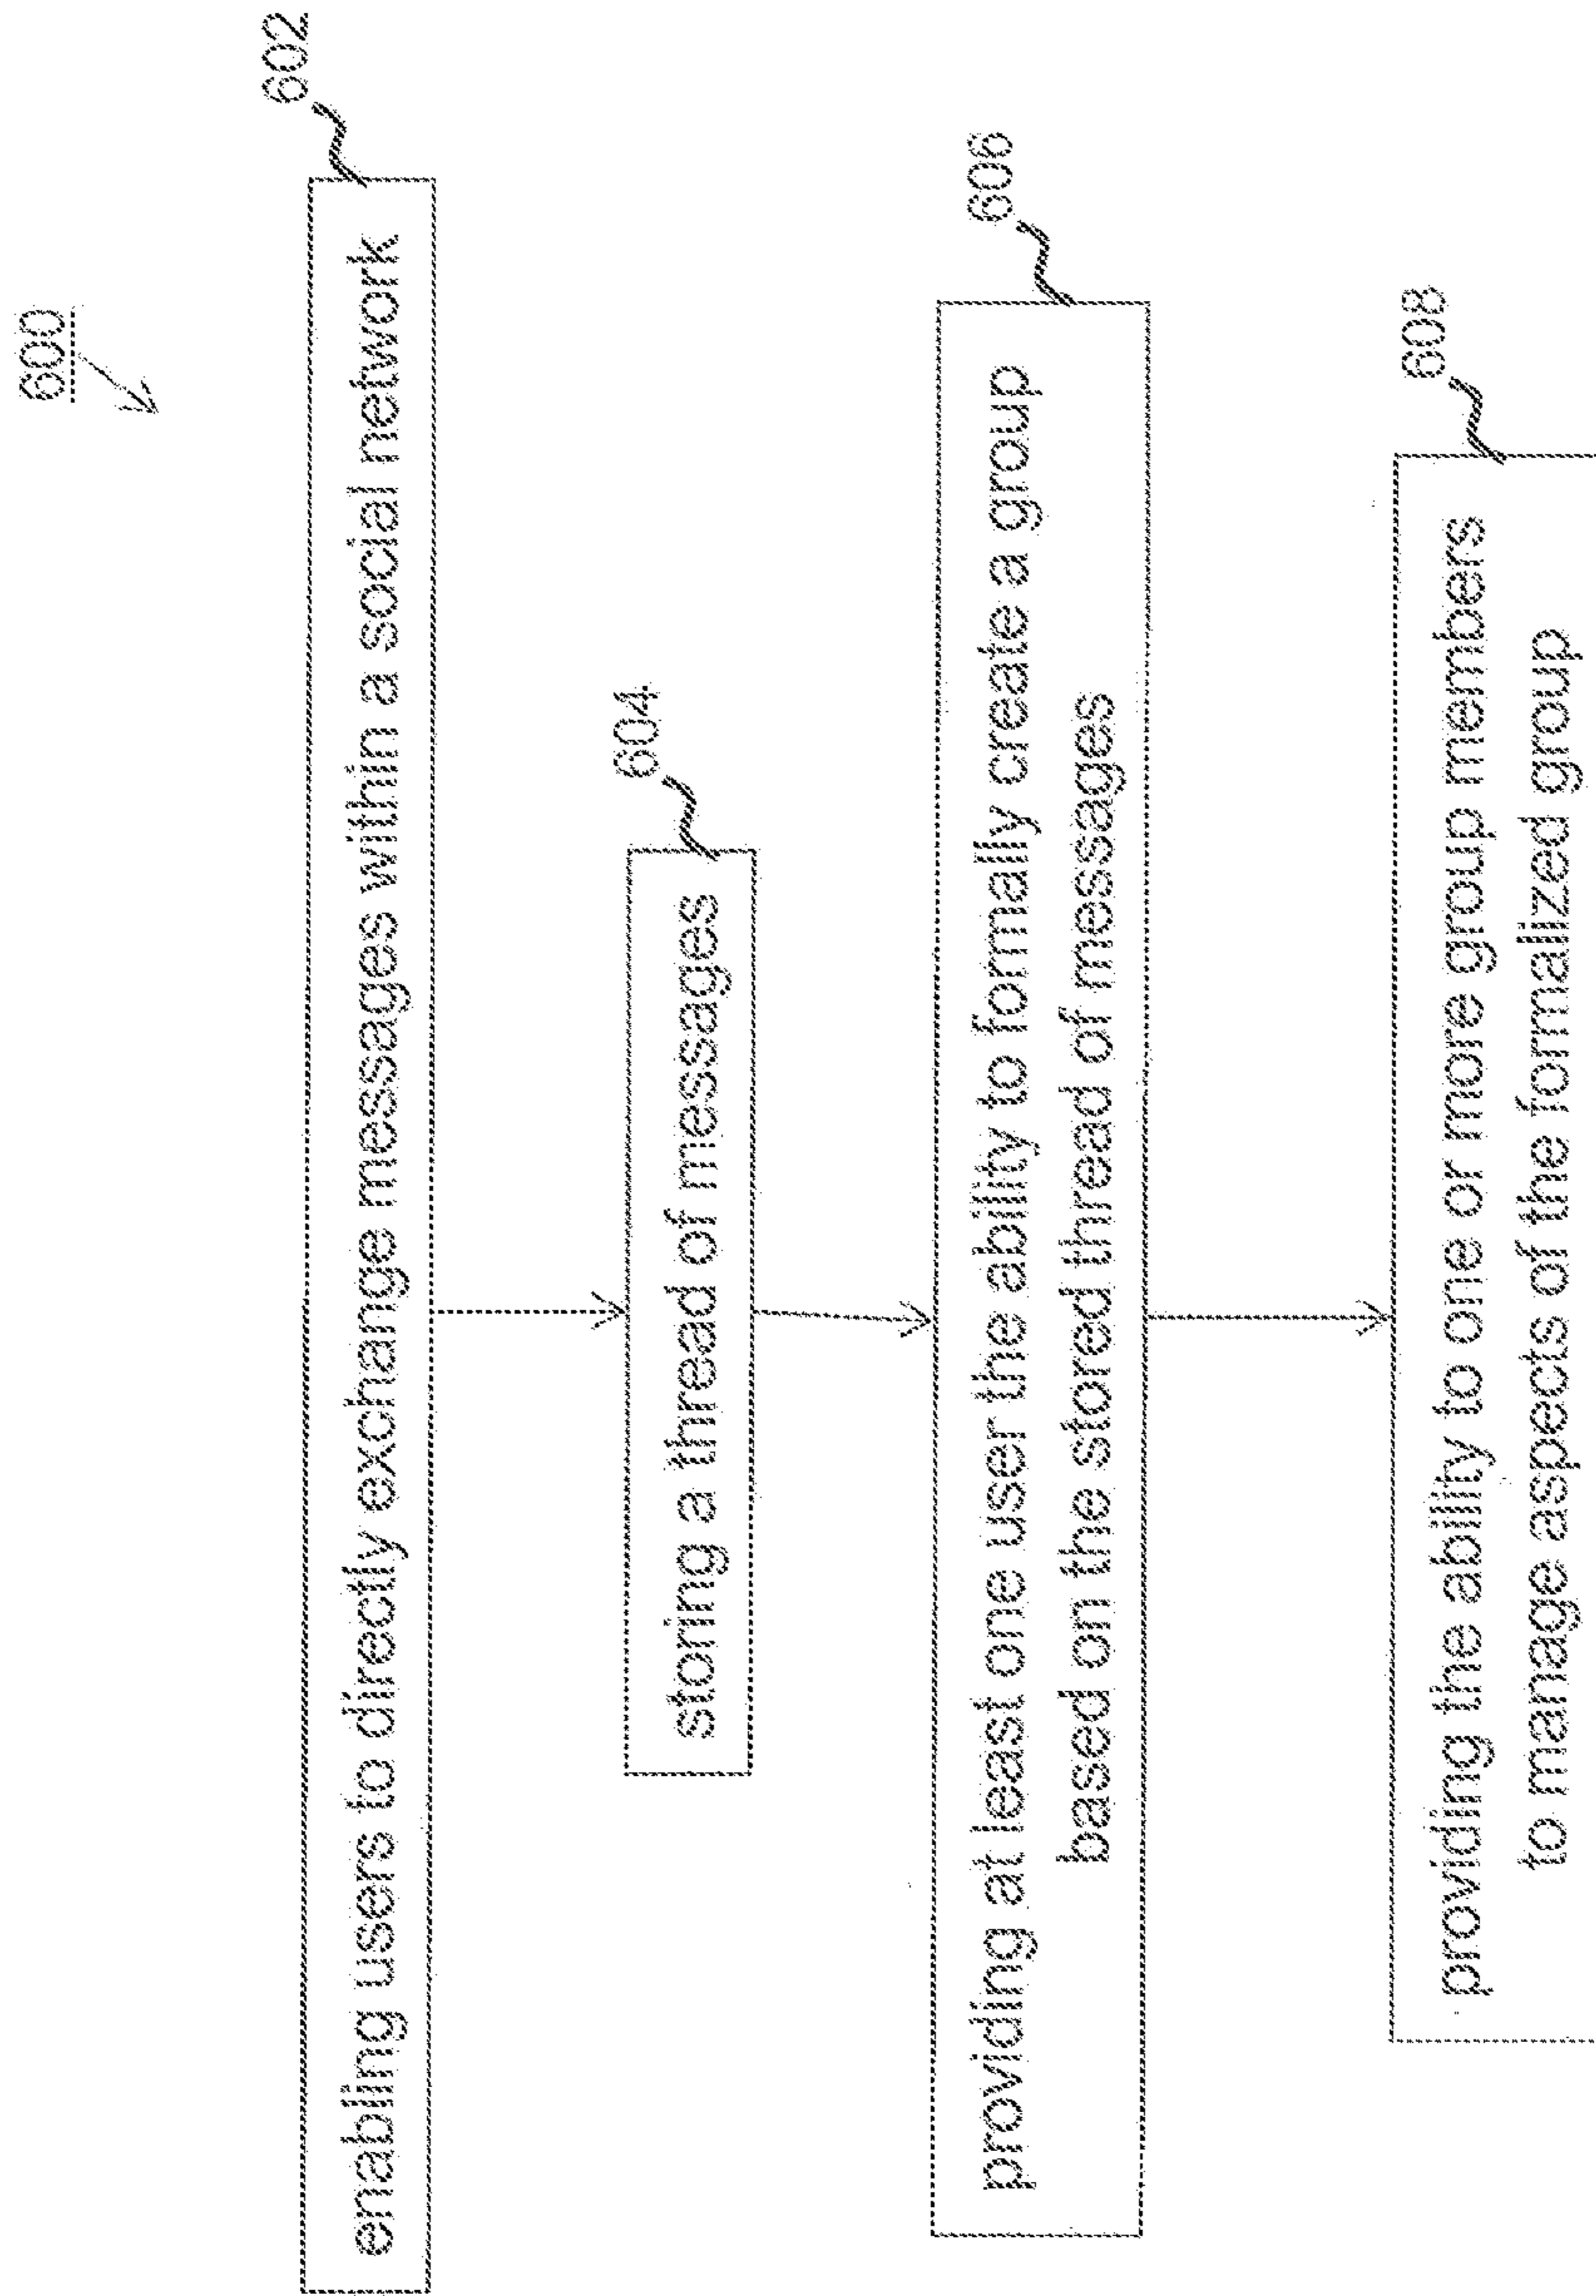 600
602
enabling users to directly exchange messages within a social network
604
storing a thread of messages
606
providing at least one user the ability to formally create a group
based on the stored thread of messages
608
providing the ability to one or more group members
to manage aspects of the formalized group